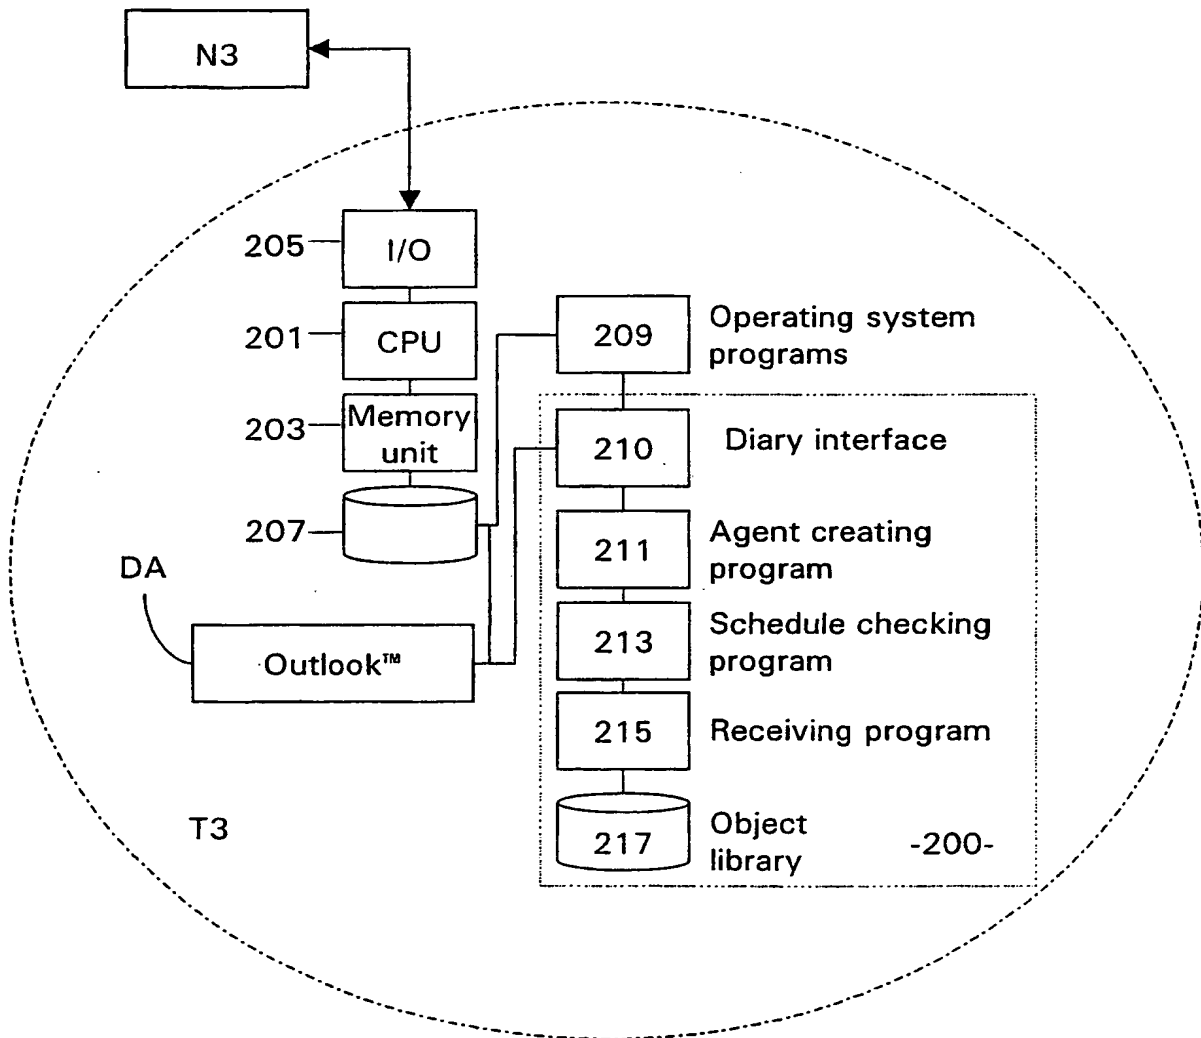 N3
205
I/O
201
CPU
203
Memory
unit
207
DA
Outlook™
T3
209
Operating system
programs
210
Diary interface
211
Agent creating
program
213
Schedule checking
program
215
Receiving program
217
Object
library
-200-